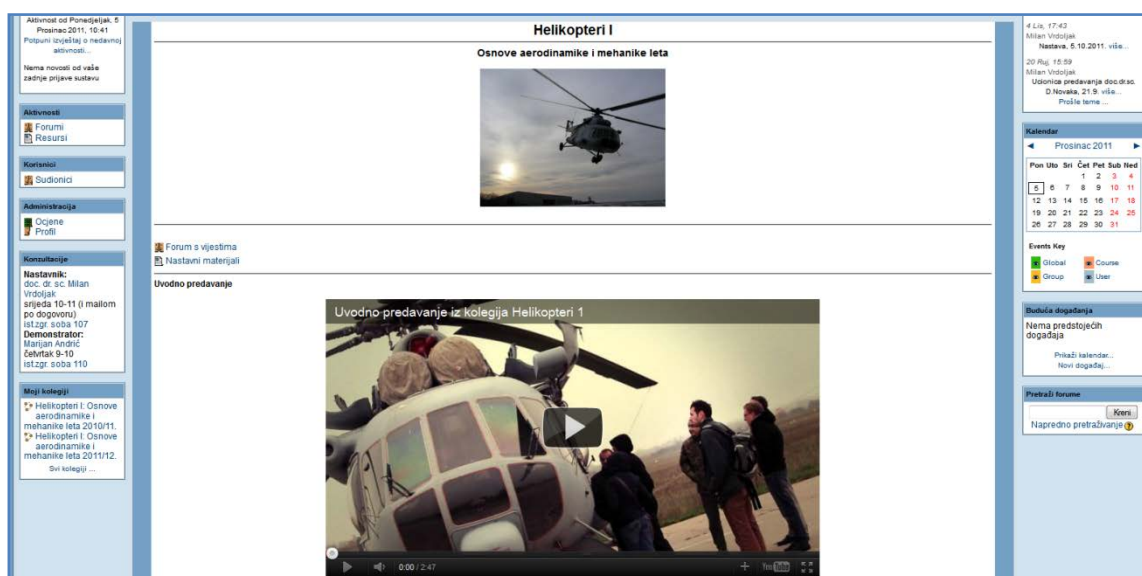 Aktivnost od Ponedjeljak, 5
Prosinac 2011, 10:41
Potpuni izvještaj o nedavnoj
aktivnosti...
Nema novosti od vaše
zadnje prijave sustavu
Aktivnosti
Forumi
Resursi
Korisnici
Sudionici
Administracija
Ocjene
Profil
Konzultacije
Nastavnik:
doc. dr. sc. Milan
Vrdoljak
srijeda 10-11 (i mailom
po dogovoru)
ist.zgr. soba 107
Demonstrator:
Marijan Andrić
četvrtak 9-10
ist.zgr. soba 110
Moji kolegiji
Helikopteri I: Osnove
aerodinamike i
mehanike leta 2010/11.
Helikopteri I: Osnove
aerodinamike i
mehanike leta 2011/12.
Svi kolegiji ...
Helikopteri I
Osnove aerodinamike i mehanike leta
Forum s vijestima
Nastavni materijali
Uvodno predavanje
Uvodno predavanje iz kolegija Helikopteri 1
0:00 / 2:47
YouTube
4 Lis, 17:43
Milan Vrdoljak
Nastava, 5.10.2011. više...
20 Ruj, 15:59
Milan Vrdoljak
Ucionica predavanja doc.dr.sc.
D.Novaka, 21.9. više...
Prošle teme ...
Kalendar
◄ Prosinac 2011 ►
Pon Uto Sri Čet Pet Sub Ned
1 2 3 4
5 6 7 8 9 10 11
12 13 14 15 16 17 18
19 20 21 22 23 24 25
26 27 28 29 30 31
Events Key
Global Course
Group User
Buduća događanja
Nema predstojećih
događaja
Prikaži kalendar...
Novi događaj...
Pretraži forume
Kreni
Napredno pretraživanje ?